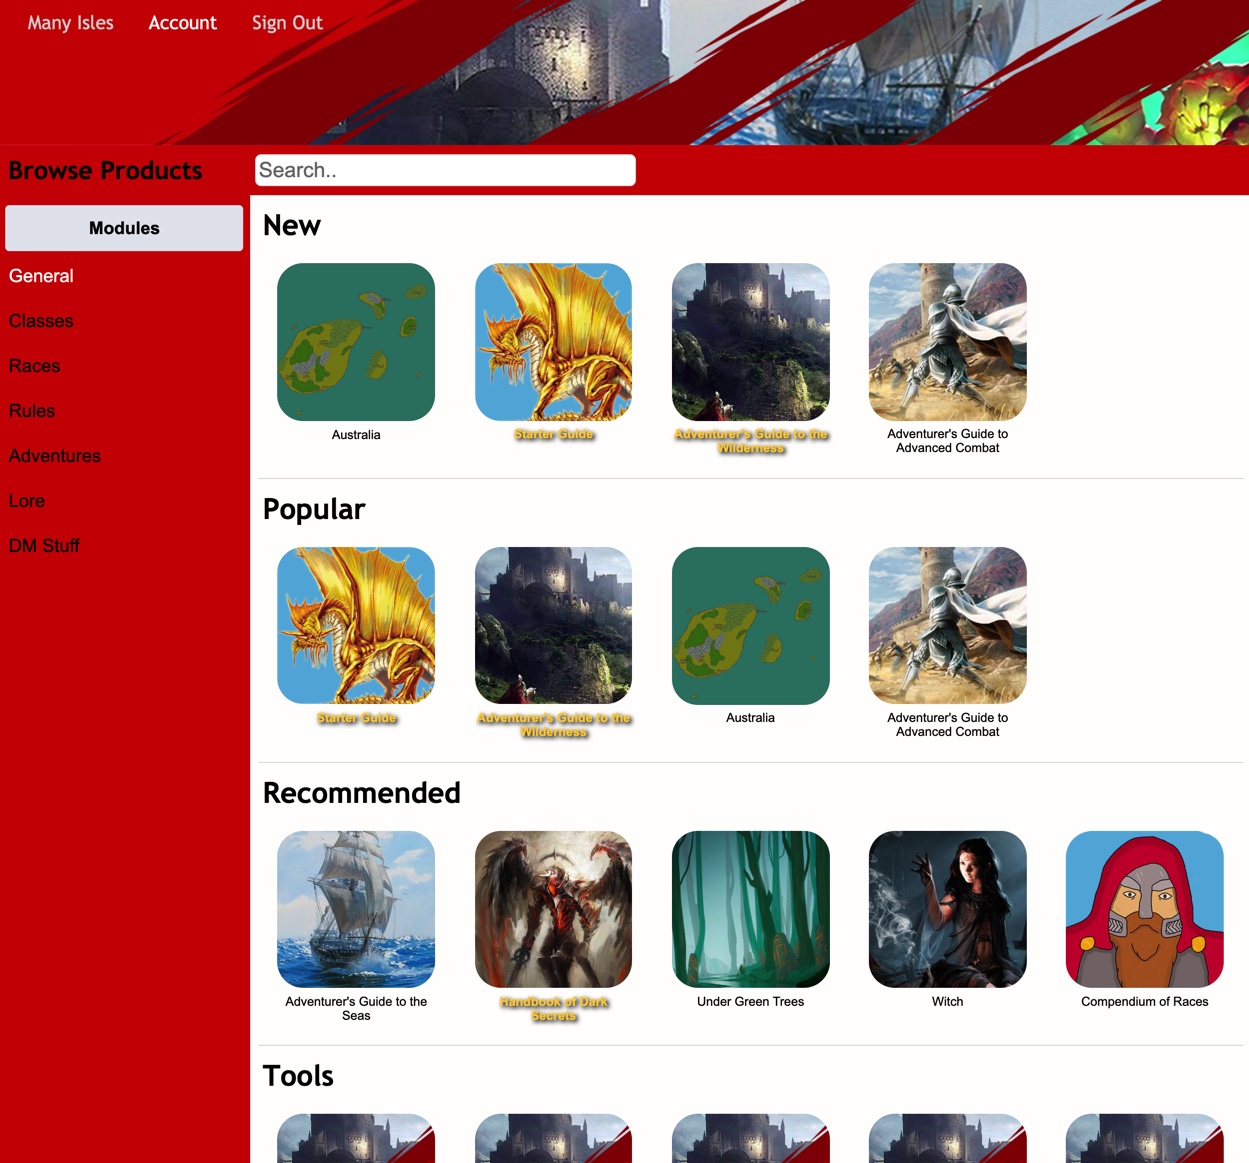 Many Isles Account Sign Out
Browse Products
Search..
Modules
General
Classes
Races
Rules
Adventures
Lore
DM Stuff
New
Australia
Starter Guide
Adventurer's Guide to the
Wilderness
Adventurer's Guide to
Advanced Combat
Popular
Starter Guide
Adventurer's Guide to the
Wilderness
Australia
Adventurer's Guide to
Advanced Combat
Recommended
Adventurer's Guide to the
Seas
Handbook of Dark
Secrets
Under Green Trees
Witch
Compendium of Races
Tools